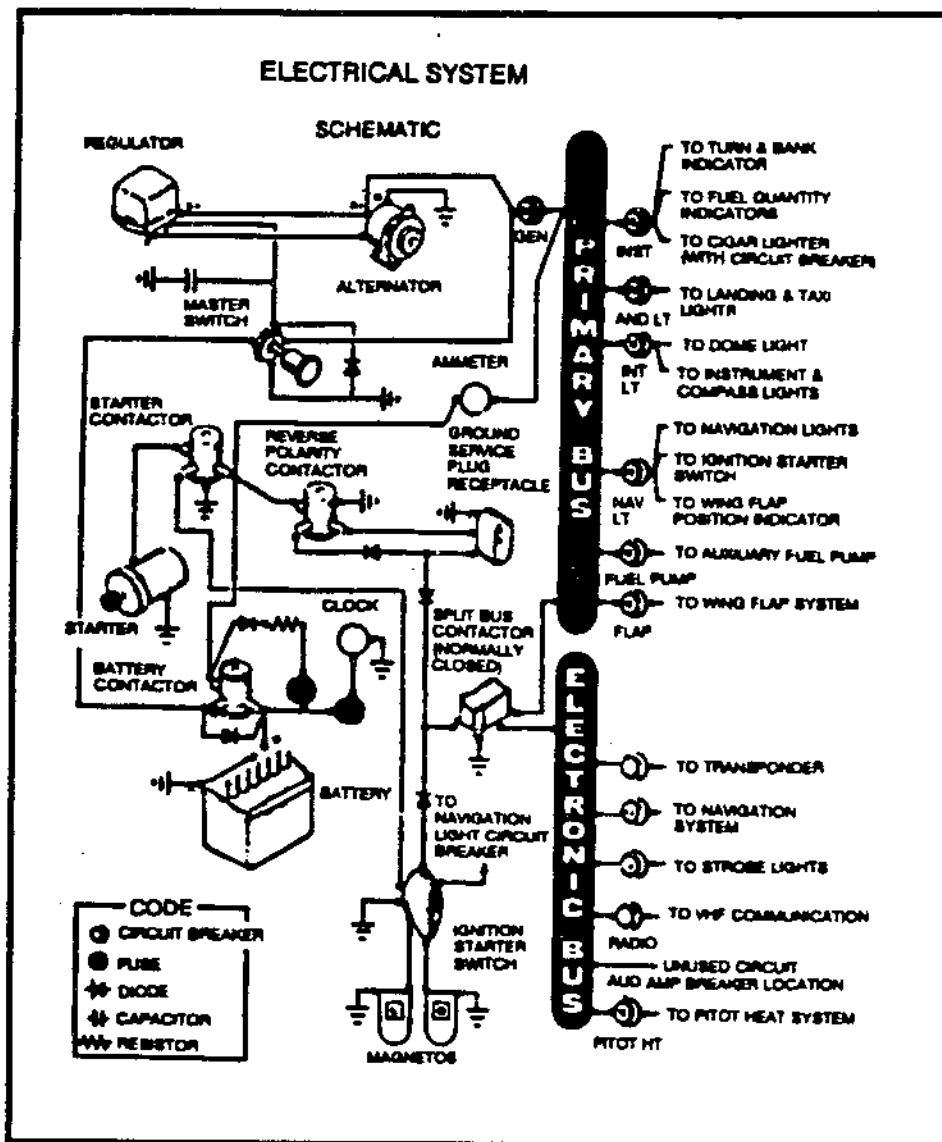 ELECTRICAL SYSTEM
SCHEMATIC
REGULATOR
ALTERNATOR
MASTER
SWITCH
GEN
AMMETER
STARTER
CONTACTOR
REVERSE
POLARITY
CONTACTOR
GROUND
SERVICE
PLUG
RECEPTACLE
STARTER
CLOCK
SPLIT BUS
CONTACTOR
(NORMALLY
CLOSED)
BATTERY
CONTACTOR
BATTERY
TO
NAVIGATION
LIGHT CIRCUIT
BREAKER
IGNITION
STARTER
SWITCH
MAGNETOS
CODE
CIRCUIT BREAKER
FUSE
DIODE
CAPACITOR
RESISTOR
PRIMARY BUS
INST
TO TURN & BANK
INDICATOR
TO FUEL QUANTITY
INDICATORS
TO CIGAR LIGHTER
(WITH CIRCUIT BREAKER)
AND LT
TO LANDING & TAXI
LIGHTR
INT
LT
TO DOME LIGHT
TO INSTRUMENT &
COMPASS LIGHTS
NAV
LT
TO NAVIGATION LIGHTS
TO IGNITION STARTER
SWITCH
TO WING FLAP
POSITION INDICATOR
FUEL PUMP
TO AUXILIARY FUEL PUMP
FLAP
TO WING FLAP SYSTEM
ELECTRONIC BUS
TO TRANSPONDER
TO NAVIGATION
SYSTEM
TO STROBE LIGHTS
RADIO
TO VHF COMMUNICATION
UNUSED CIRCUIT
AUD AMP BREAKER LOCATION
PITOT HT
TO PITOT HEAT SYSTEM